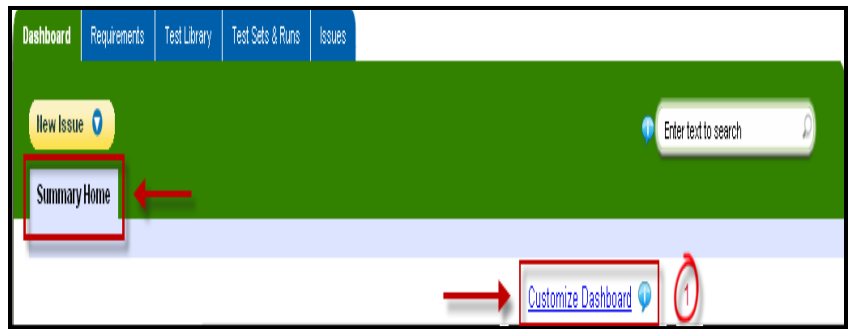 Dashboard Requirements Test Library Test Sets & Runs Issues
New Issue
Enter text to search
Summary Home
Customize Dashboard 1